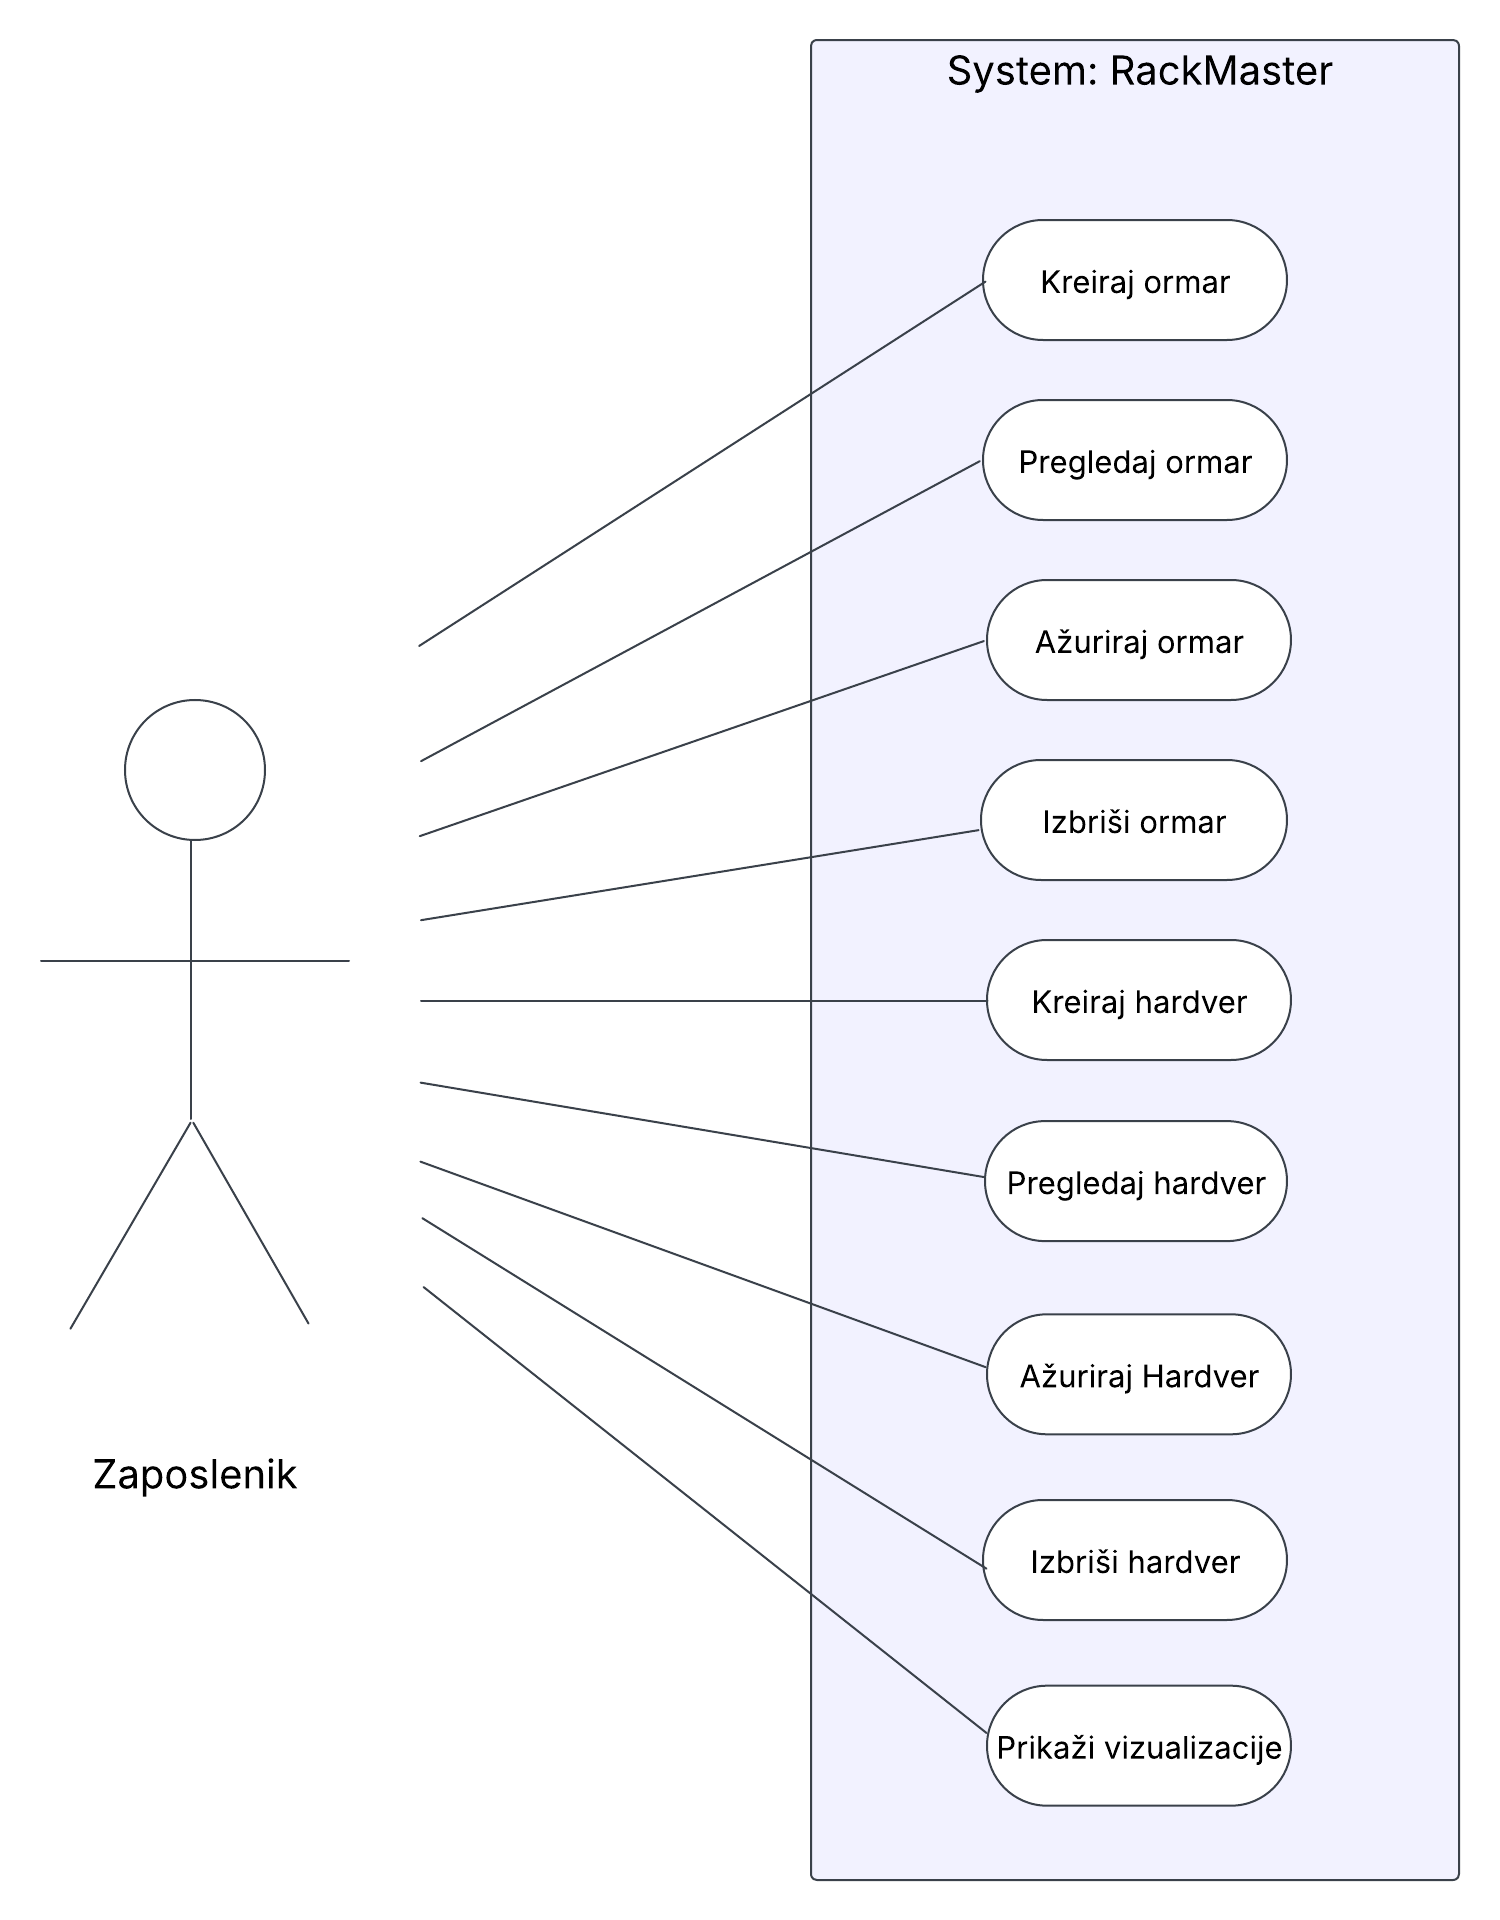 System: RackMaster
Kreiraj ormar
Pregledaj ormar
Ažuriraj ormar
Izbriši ormar
Kreiraj hardver
Pregledaj hardver
Ažuriraj Hardver
Zaposlenik
Izbriši hardver
Prikaži vizualizacije